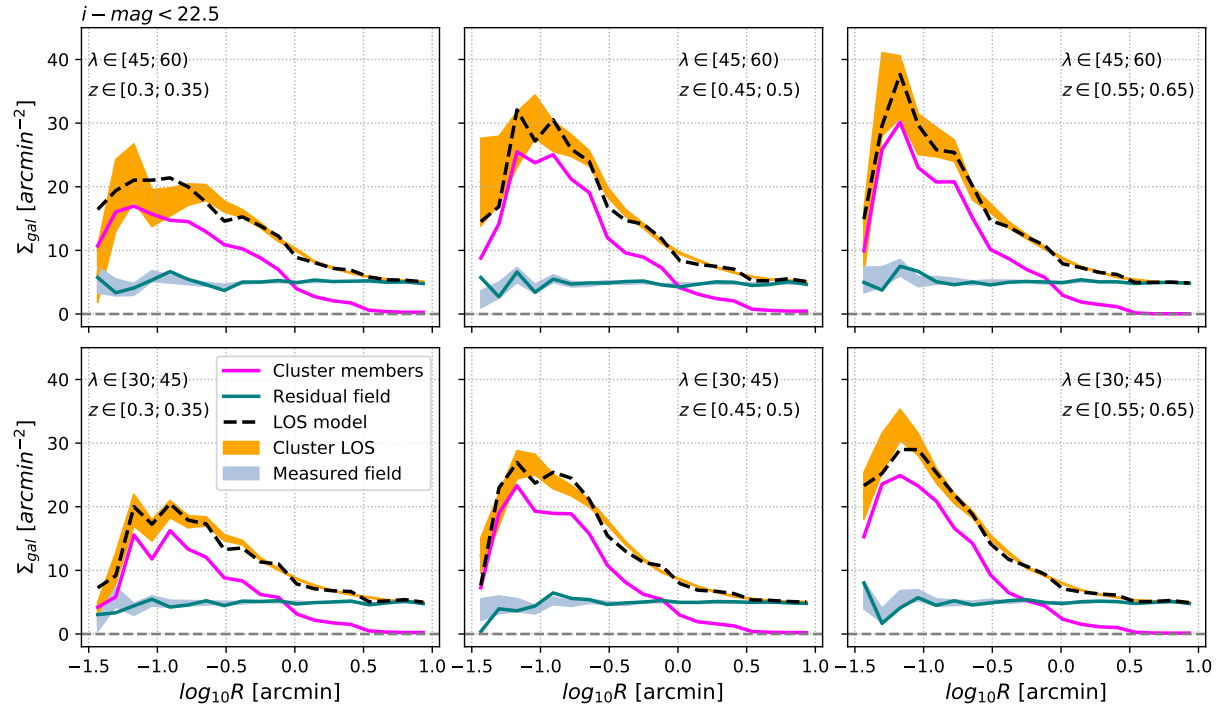 i − mag < 22.5
λ ∈ [45; 60)
z ∈ [0.3; 0.35)
λ ∈ [45; 60)
z ∈ [0.45; 0.5)
λ ∈ [45; 60)
z ∈ [0.55; 0.65)
40
30
20
10
0
Σgal [arcmin⁻²]
λ ∈ [30; 45)
z ∈ [0.3; 0.35)
Cluster members
Residual field
LOS model
Cluster LOS
Measured field
λ ∈ [30; 45)
z ∈ [0.45; 0.5)
λ ∈ [30; 45)
z ∈ [0.55; 0.65)
40
30
20
10
0
Σgal [arcmin⁻²]
−1.5 −1.0 −0.5 0.0 0.5 1.0
−1.5 −1.0 −0.5 0.0 0.5 1.0
−1.5 −1.0 −0.5 0.0 0.5 1.0
log₁₀R [arcmin]
log₁₀R [arcmin]
log₁₀R [arcmin]